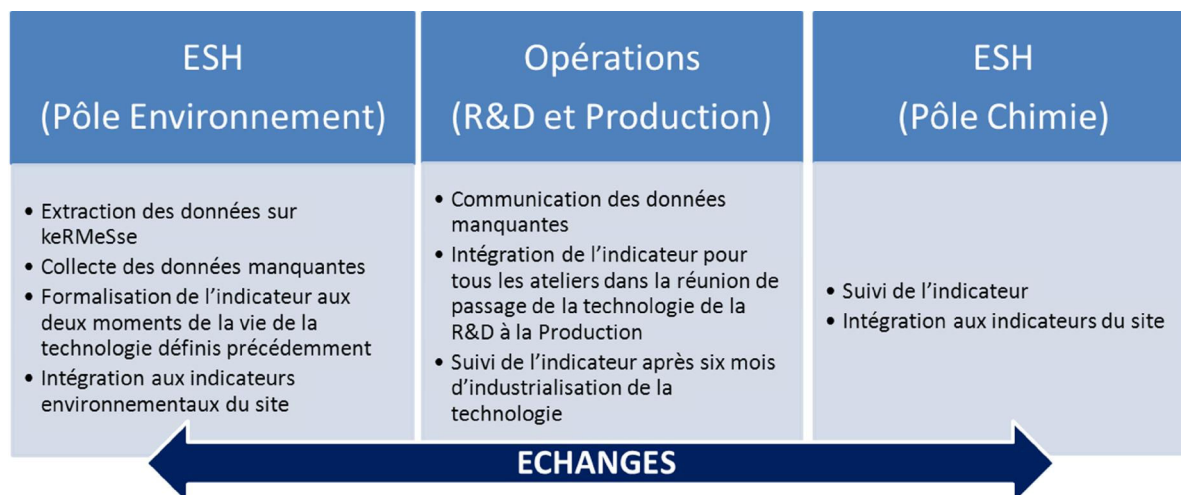 ESH
(Pôle Environnement)
• Extraction des données sur
keRMeSse
• Collecte des données manquantes
• Formalisation de l'indicateur aux
deux moments de la vie de la
technologie définis précédemment
• Intégration aux indicateurs
environnementaux du site
Opérations
(R&D et Production)
• Communication des données
manquantes
• Intégration de l'indicateur pour
tous les ateliers dans la réunion de
passage de la technologie de la
R&D à la Production
• Suivi de l'indicateur après six mois
d'industrialisation de la
technologie
ESH
(Pôle Chimie)
• Suivi de l'indicateur
• Intégration aux indicateurs du site
ECHANGES